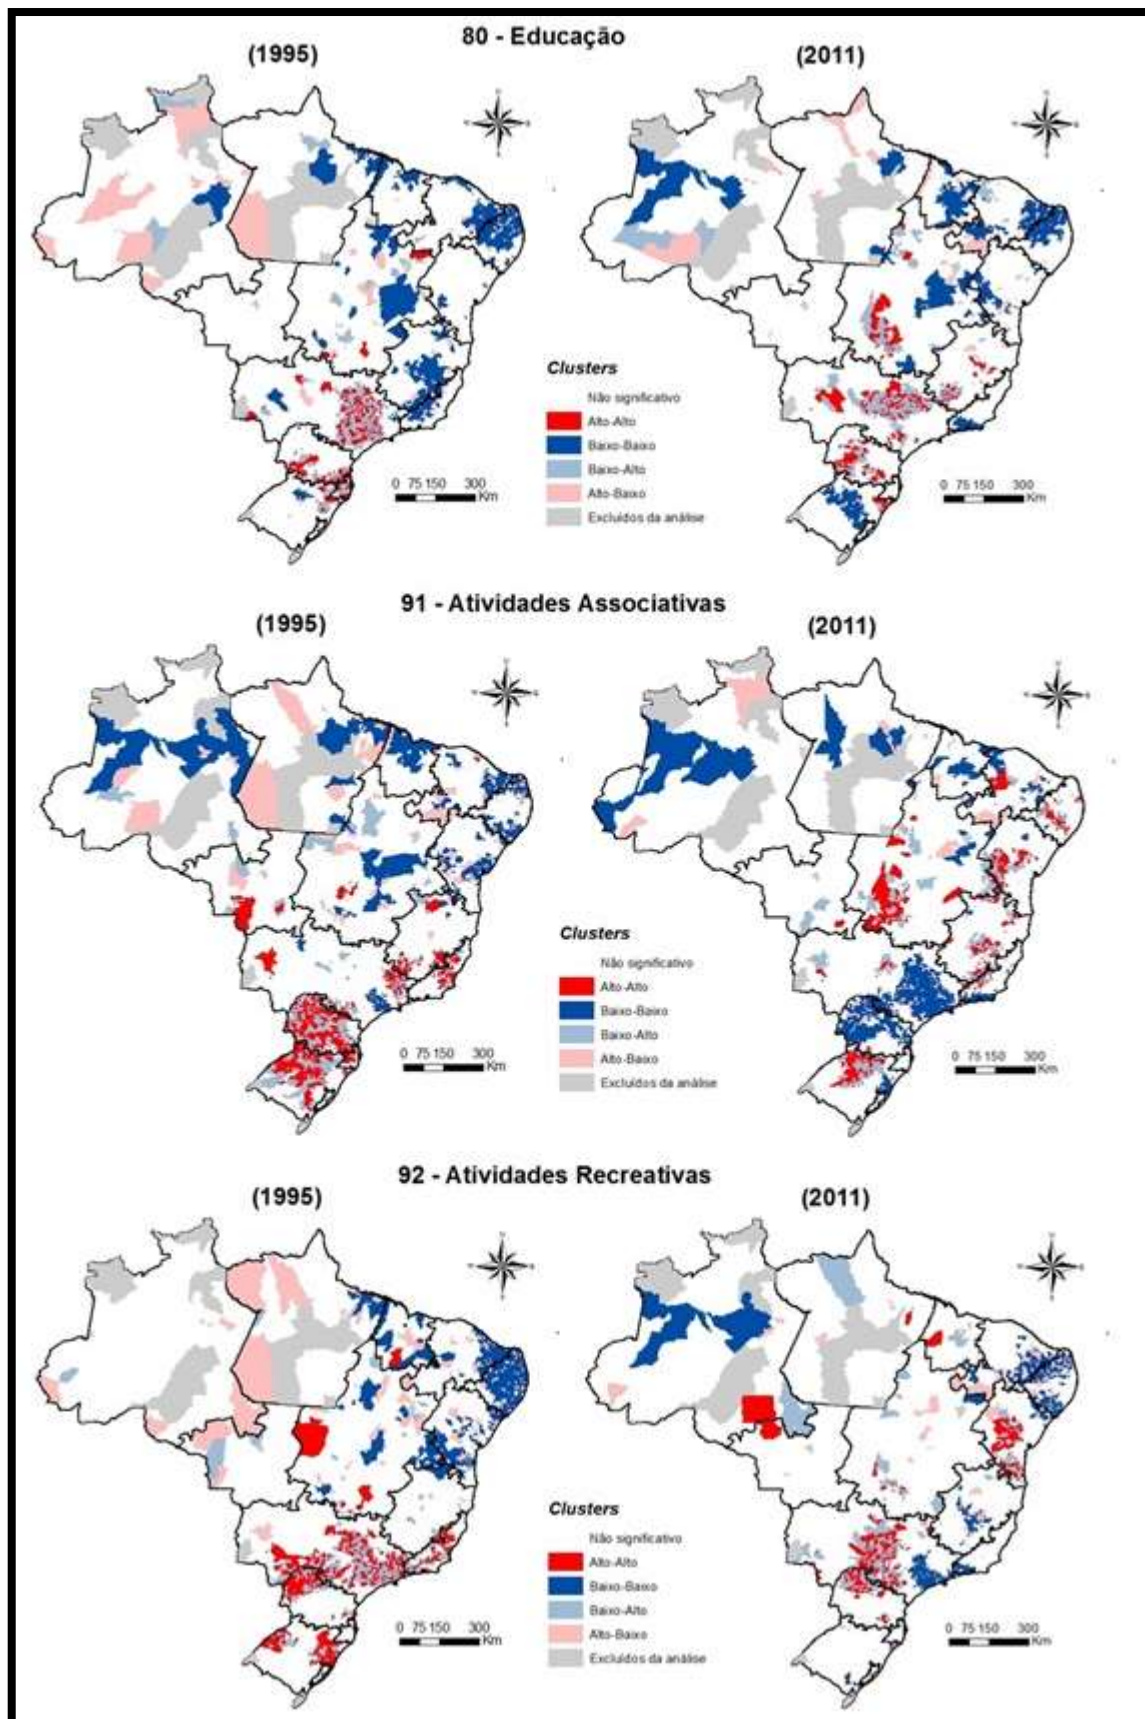 80 - Educação
(1995)
(2011)
Clusters
Não significativo
Alto-Alto
Baixo-Baixo
Baixo-Alto
Alto-Baixo
Excluídos da análise
0 75 150 300
Km
0 75 150 300
Km
91 - Atividades Associativas
(1995)
(2011)
Clusters
Não significativo
Alto-Alto
Baixo-Baixo
Baixo-Alto
Alto-Baixo
Excluídos da análise
0 75 150 300
Km
0 75 150 300
Km
92 - Atividades Recreativas
(1995)
(2011)
Clusters
Não significativo
Alto-Alto
Baixo-Baixo
Baixo-Alto
Alto-Baixo
Excluídos da análise
0 75 150 300
Km
0 75 150 300
Km